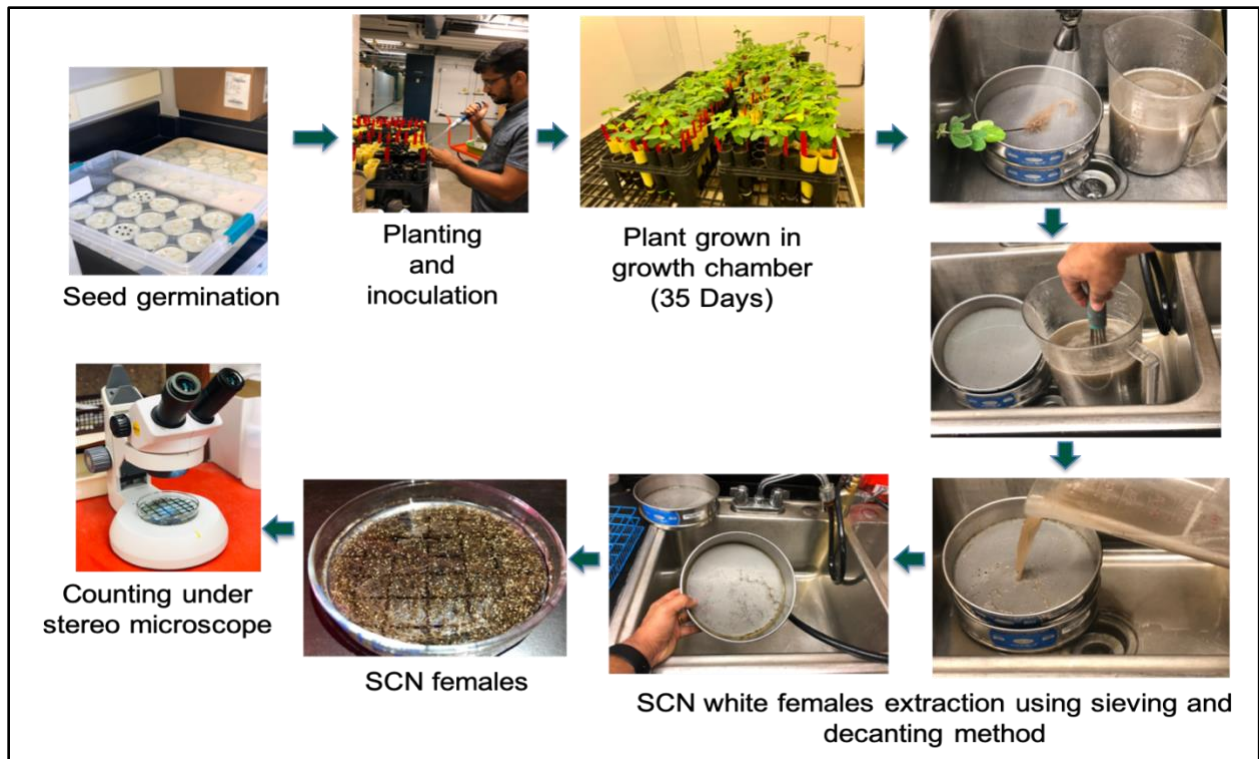 Seed germination
Planting
and
inoculation
Plant grown in
growth chamber
(35 Days)
SCN white females extraction using sieving and
decanting method
SCN females
Counting under
stereo microscope